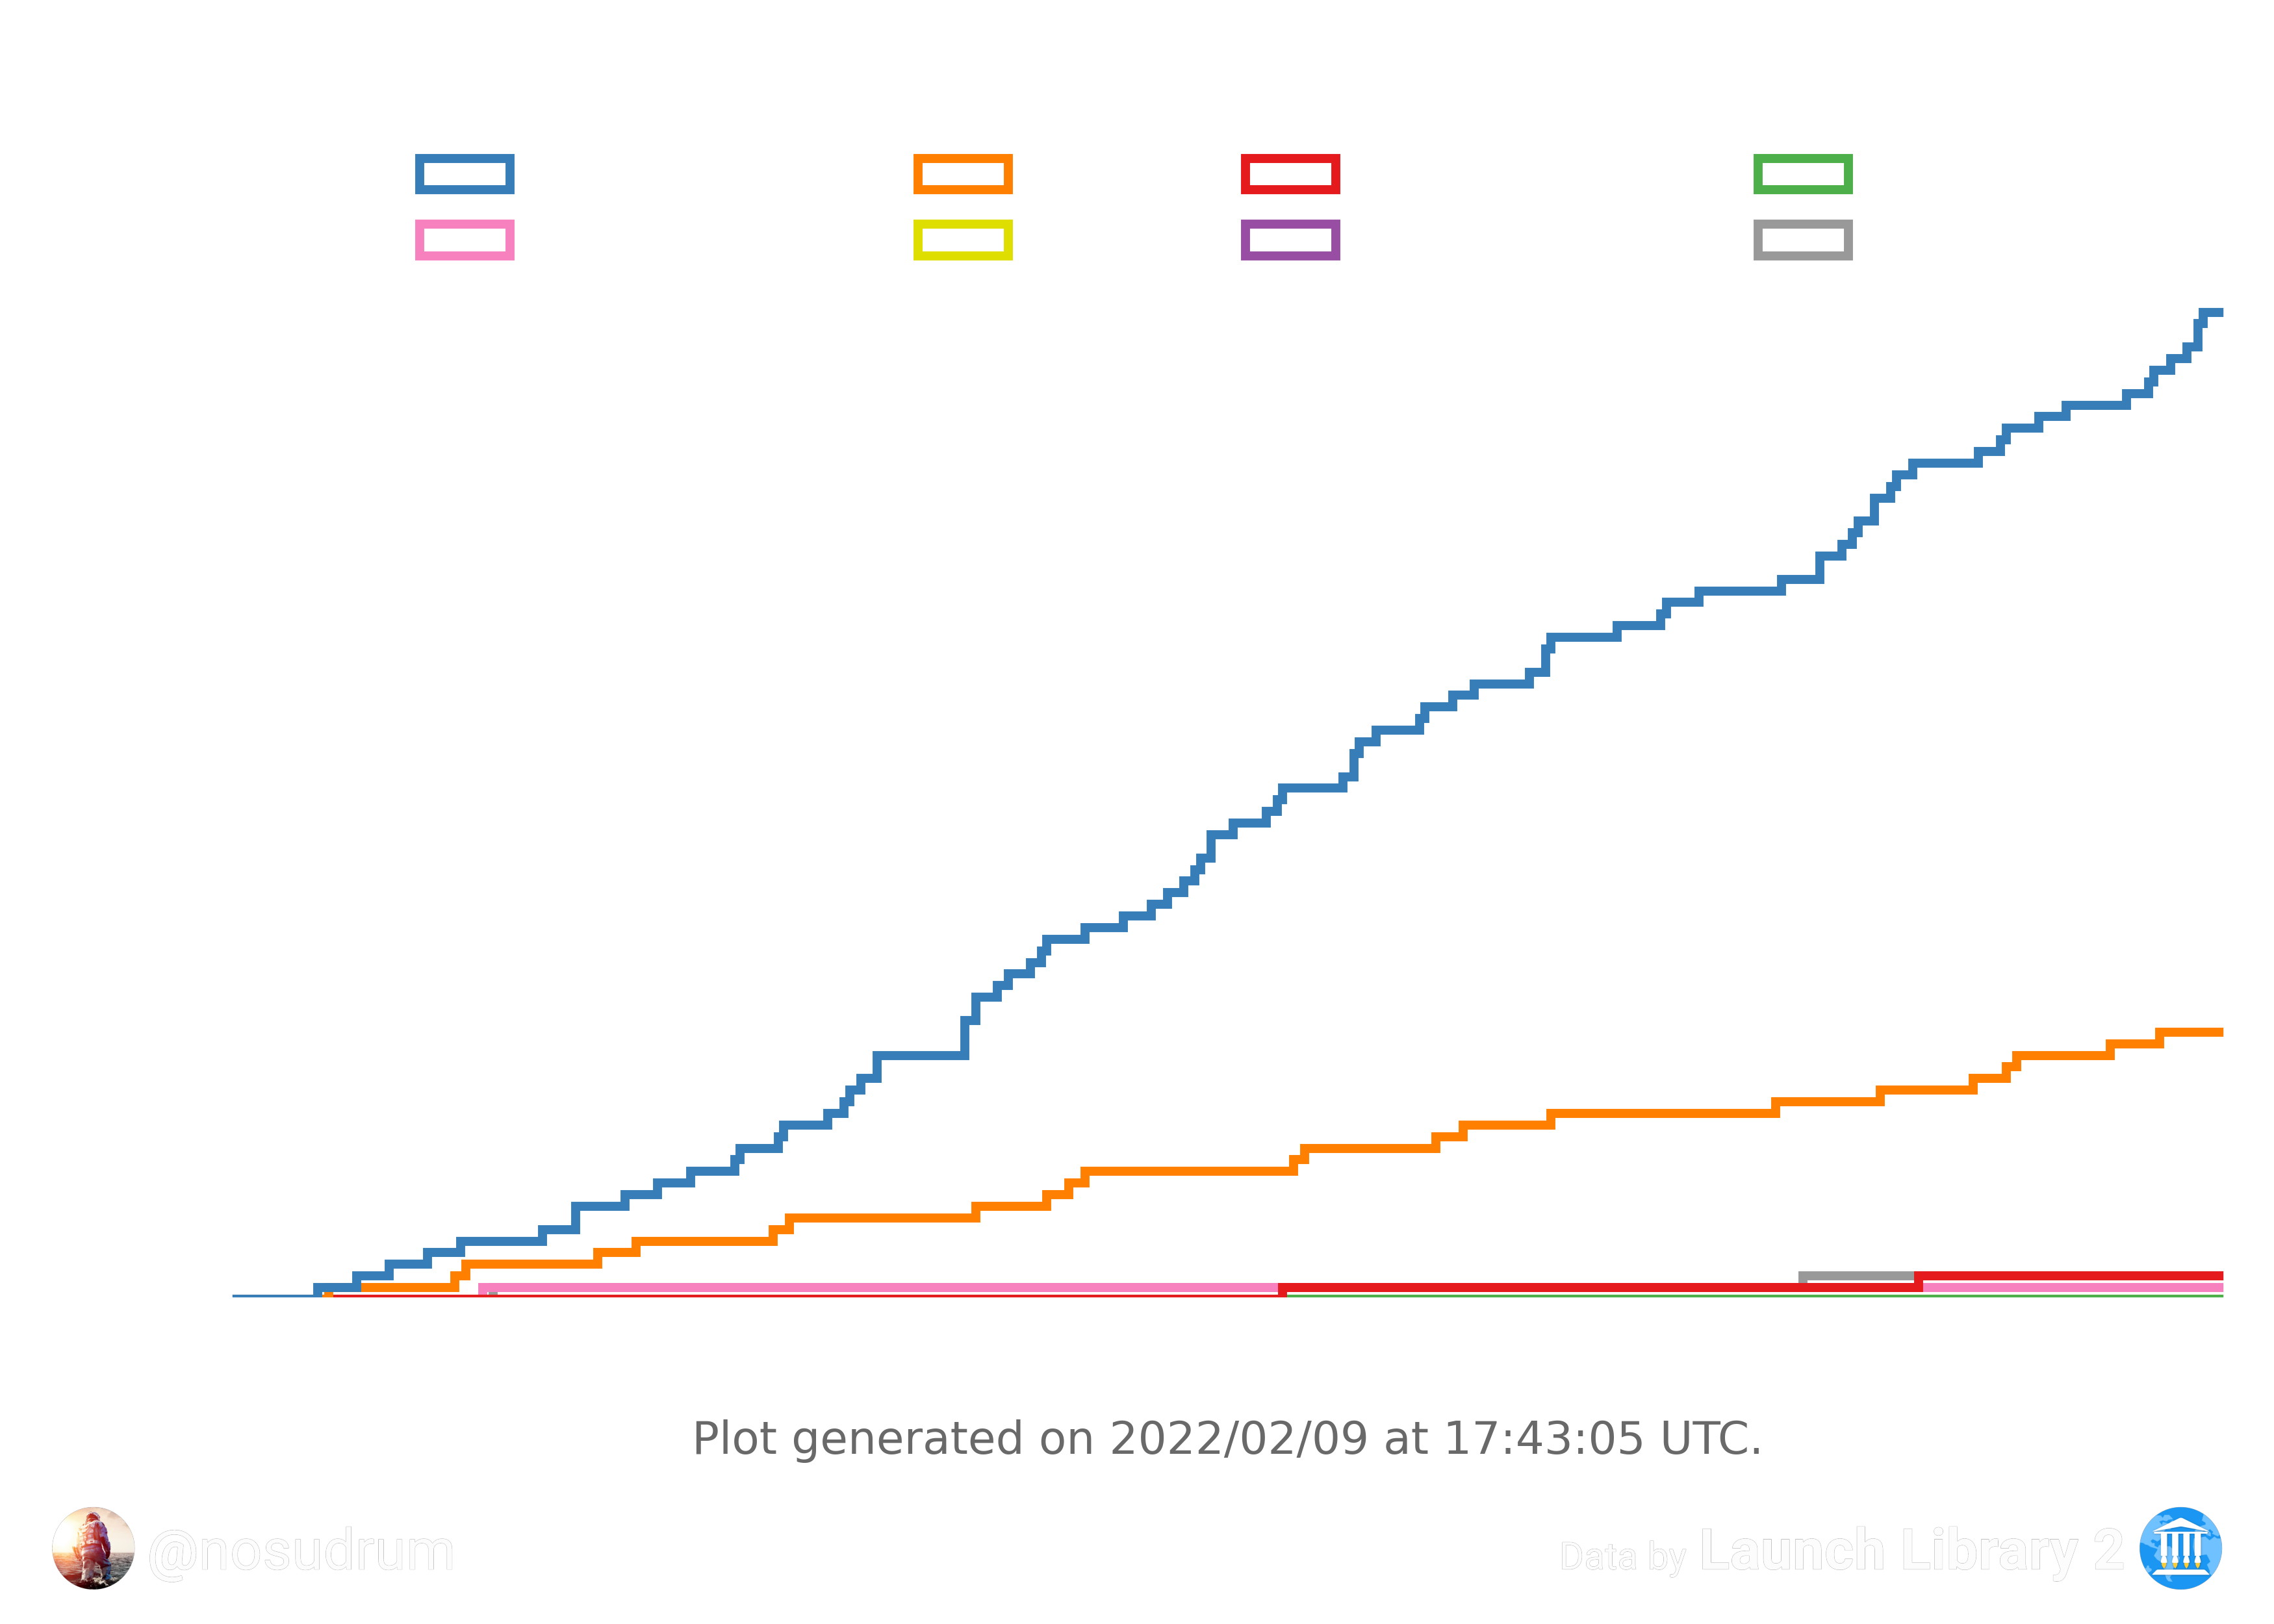 Plot generated on 2022/02/09 at 17:43:05 UTC.
@nosudrum
Data by Launch Library 2